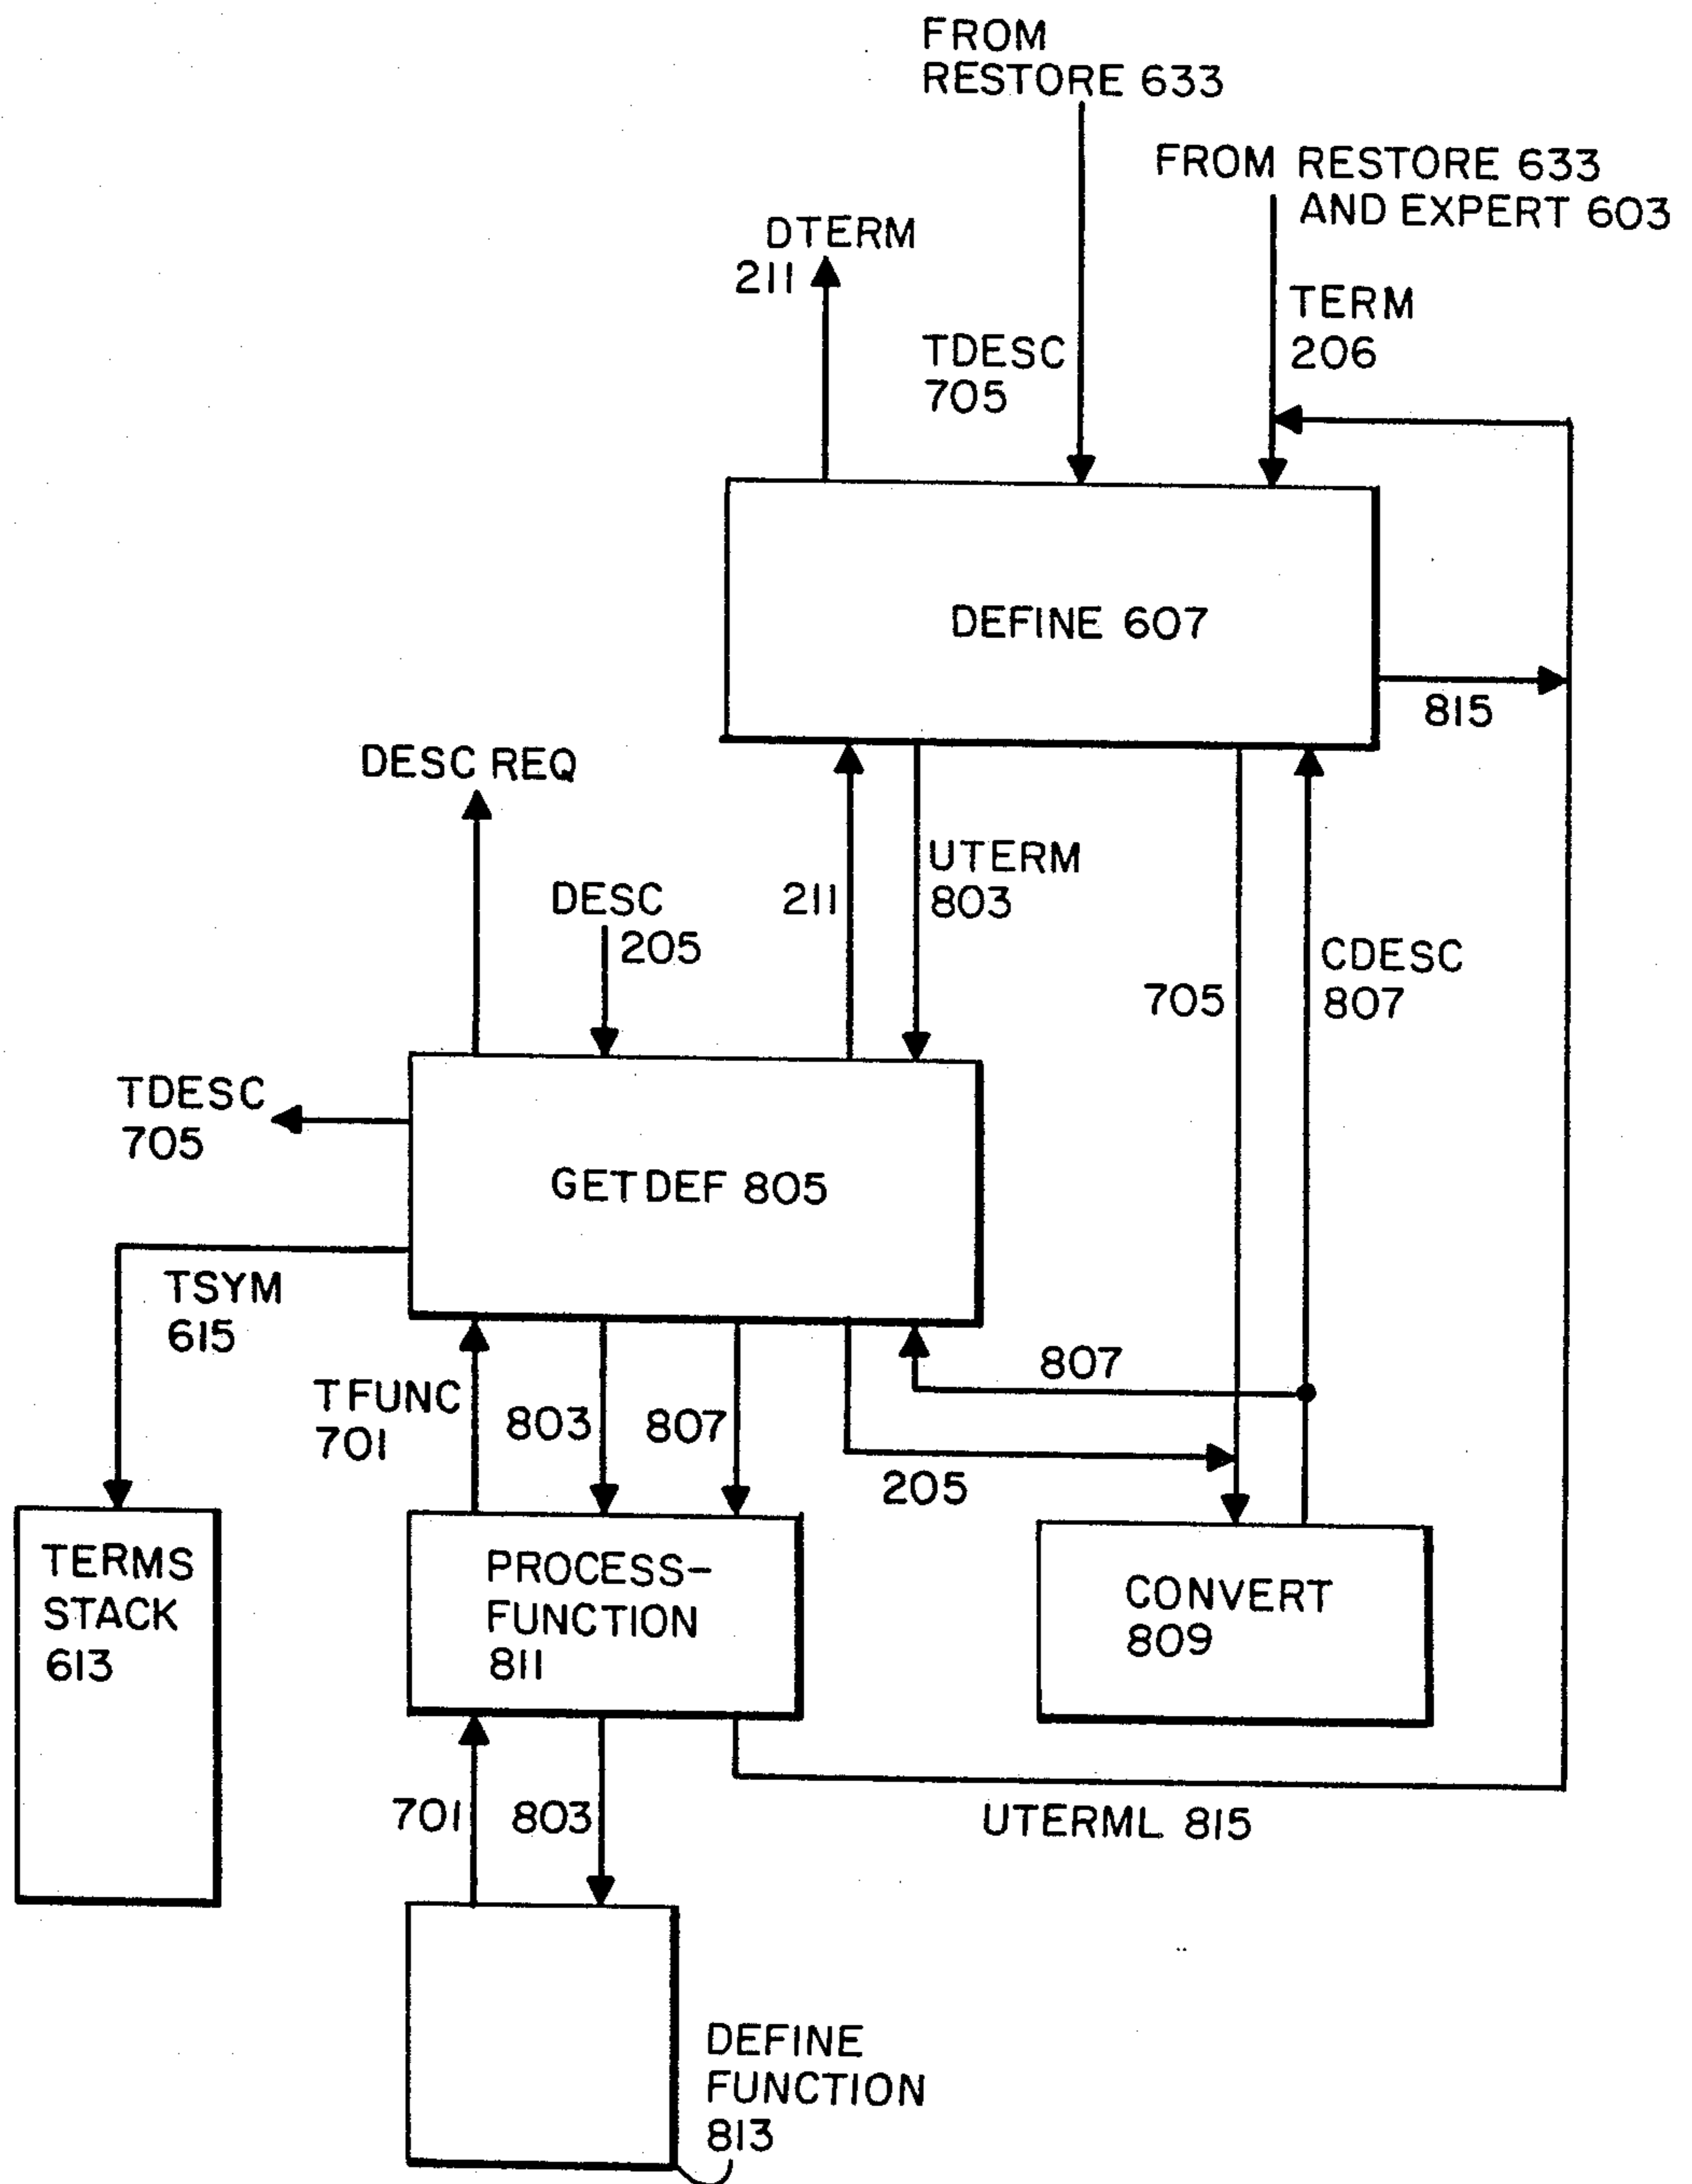 FROM
RESTORE 633
FROM RESTORE 633
AND EXPERT 603
DTERM
211
TERM
206
TDESC
705
DEFINE 607
815
DESC REQ
DESC
205
211
UTERM
803
705
CDESC
807
TDESC
705
GETDEF 805
TSYM
615
TFUNC
701
803
807
807
205
TERMS
STACK
613
PROCESS-
FUNCTION
811
CONVERT
809
701
803
UTERML 815
DEFINE
FUNCTION
813